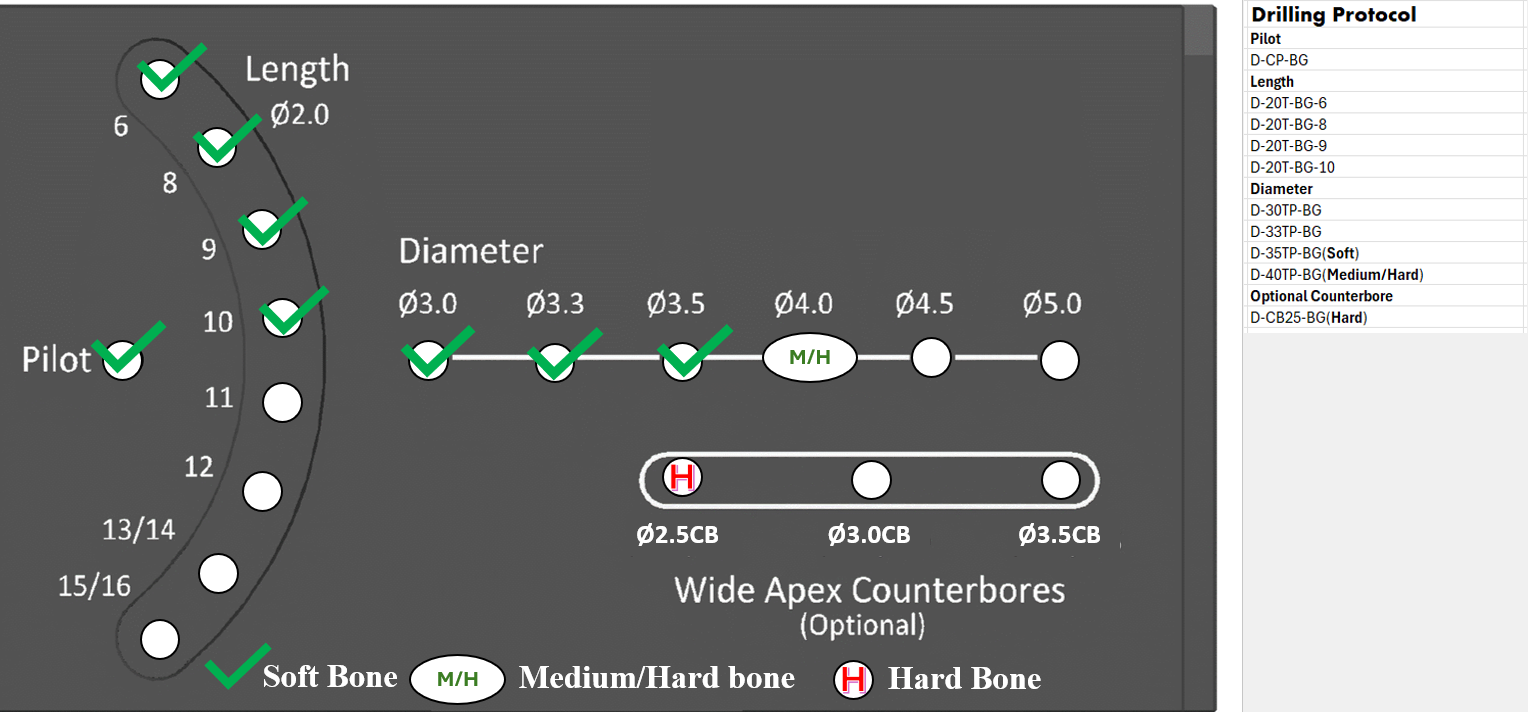 Length
Ø2.0
6
8
9
10
Pilot
11
12
13/14
15/16
Diameter
Ø3.0 Ø3.3 Ø3.5 Ø4.0 Ø4.5 Ø5.0
M/H
H
Ø2.5CB Ø3.0CB Ø3.5CB
Wide Apex Counterbores
(Optional)
Soft Bone M/H Medium/Hard bone H Hard Bone
Drilling Protocol
Pilot
D-CP-BG
Length
D-20T-BG-6
D-20T-BG-8
D-20T-BG-9
D-20T-BG-10
Diameter
D-30TP-BG
D-33TP-BG
D-35TP-BG(Soft)
D-40TP-BG(Medium/Hard)
Optional Counterbore
D-CB25-BG(Hard)